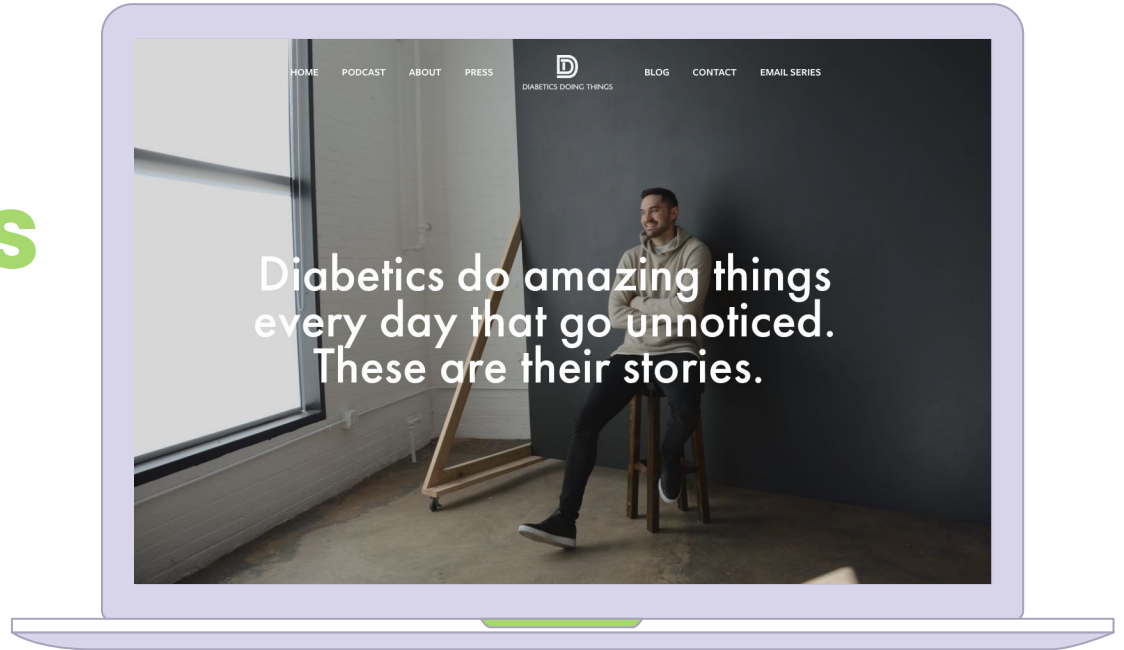 HOME PODCAST ABOUT PRESS
DIABETICS DOING THINGS
BLOG CONTACT EMAIL SERIES
Diabetics do amazing things
every day that go unnoticed.
These are their stories.
s